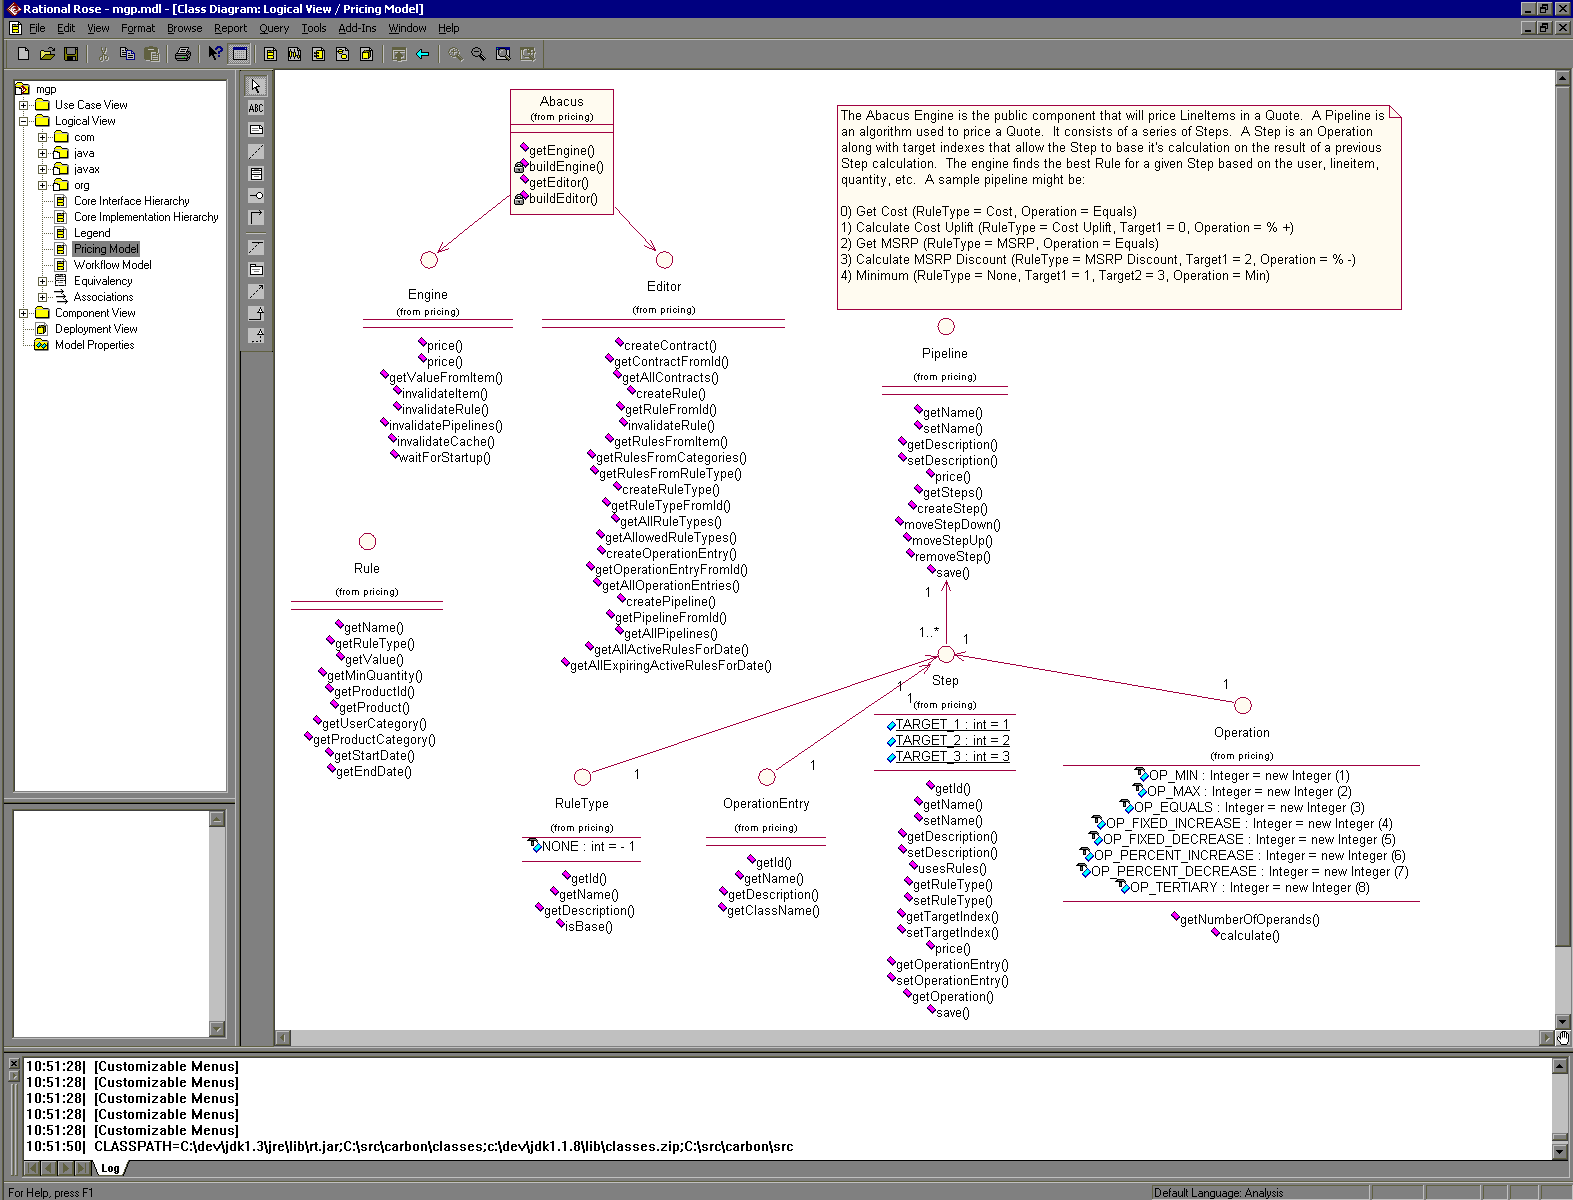 Rational Rose - mgp.mdl - [Class Diagram: Logical View / Pricing Model]
File Edit View Format Browse Report Query Tools Add-Ins Window Help
mgp
Use Case View
Logical View
com
java
javax
org
Core Interface Hierarchy
Core Implementation Hierarchy
Legend
Pricing Model
Workflow Model
Equivalency
Associations
Component View
Deployment View
Model Properties
ABC
Abacus
(from pricing)
getEngine()
buildEngine()
getEditor()
buildEditor()
The Abacus Engine is the public component that will price LineItems in a Quote. A Pipeline is
an algorithm used to price a Quote. It consists of a series of Steps. A Step is an Operation
along with target indexes that allow the Step to base it's calculation on the result of a previous
Step calculation. The engine finds the best Rule for a given Step based on the user, lineitem,
quantity, etc. A sample pipeline might be:
0) Get Cost (RuleType = Cost, Operation = Equals)
1) Calculate Cost Uplift (RuleType = Cost Uplift, Target1 = 0, Operation = % +)
2) Get MSRP (RuleType = MSRP, Operation = Equals)
3) Calculate MSRP Discount (RuleType = MSRP Discount, Target1 = 2, Operation = % -)
4) Minimum (RuleType = None, Target1 = 1, Target2 = 3, Operation = Min)
Engine
(from pricing)
price()
price()
getValueFromItem()
invalidateItem()
invalidateRule()
invalidatePipelines()
invalidateCache()
waitForStartup()
Editor
(from pricing)
createContract()
getContractFromId()
getAllContracts()
createRule()
getRuleFromId()
invalidateRule()
getRulesFromItem()
getRulesFromCategories()
getRulesFromRuleType()
createRuleType()
getRuleTypeFromId()
getAllRuleTypes()
getAllowedRuleTypes()
createOperationEntry()
getOperationEntryFromId()
getAllOperationEntries()
createPipeline()
getPipelineFromId()
getAllPipelines()
getAllActiveRulesForDate()
getAllExpiringActiveRulesForDate()
Pipeline
(from pricing)
getName()
setName()
getDescription()
setDescription()
price()
getSteps()
createStep()
moveStepDown()
moveStepUp()
removeStep()
save()
1
1..*
1
1
1
1
1
1
Rule
(from pricing)
getName()
getRuleType()
getValue()
getMinQuantity()
getProductId()
getProduct()
getUserCategory()
getProductCategory()
getStartDate()
getEndDate()
RuleType
(from pricing)
NONE : int = - 1
getId()
getName()
getDescription()
isBase()
OperationEntry
(from pricing)
getId()
getName()
getDescription()
getClassName()
Step
(from pricing)
TARGET_1 : int = 1
TARGET_2 : int = 2
TARGET_3 : int = 3
getId()
getName()
setName()
getDescription()
setDescription()
usesRules()
getRuleType()
setRuleType()
getTargetIndex()
setTargetIndex()
price()
getOperationEntry()
setOperationEntry()
getOperation()
save()
Operation
(from pricing)
OP_MIN : Integer = new Integer (1)
OP_MAX : Integer = new Integer (2)
OP_EQUALS : Integer = new Integer (3)
OP_FIXED_INCREASE : Integer = new Integer (4)
OP_FIXED_DECREASE : Integer = new Integer (5)
OP_PERCENT_INCREASE : Integer = new Integer (6)
OP_PERCENT_DECREASE : Integer = new Integer (7)
OP_TERTIARY : Integer = new Integer (8)
getNumberOfOperands()
calculate()
10:51:28| [Customizable Menus]
10:51:28| [Customizable Menus]
10:51:28| [Customizable Menus]
10:51:28| [Customizable Menus]
10:51:28| [Customizable Menus]
10:51:50| CLASSPATH=C:\dev\jdk1.3\jre\lib\rt.jar;C:\src\carbon\classes;c:\dev\jdk1.1.8\lib\classes.zip;C:\src\carbon\src
Log
For Help, press F1
Default Language: Analysis